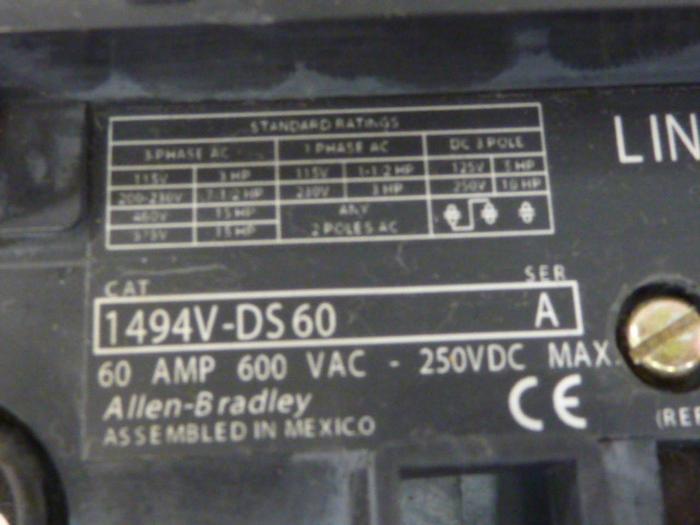 STANDARD RATINGS
3-PHASE AC 1 PHASE AC DC 3 POLE
115V 3 HP 115V 1-1/2 HP 125V 5 HP
200-230V 7-1/2 HP 230V 3 HP 250V 10 HP
460V 15 HP ANY
575V 15 HP 2 POLES AC
LIN
CAT SER
1494V-DS60 A
60 AMP 600 VAC - 250VDC MAX.
Allen-Bradley CE
ASSEMBLED IN MEXICO
(REF